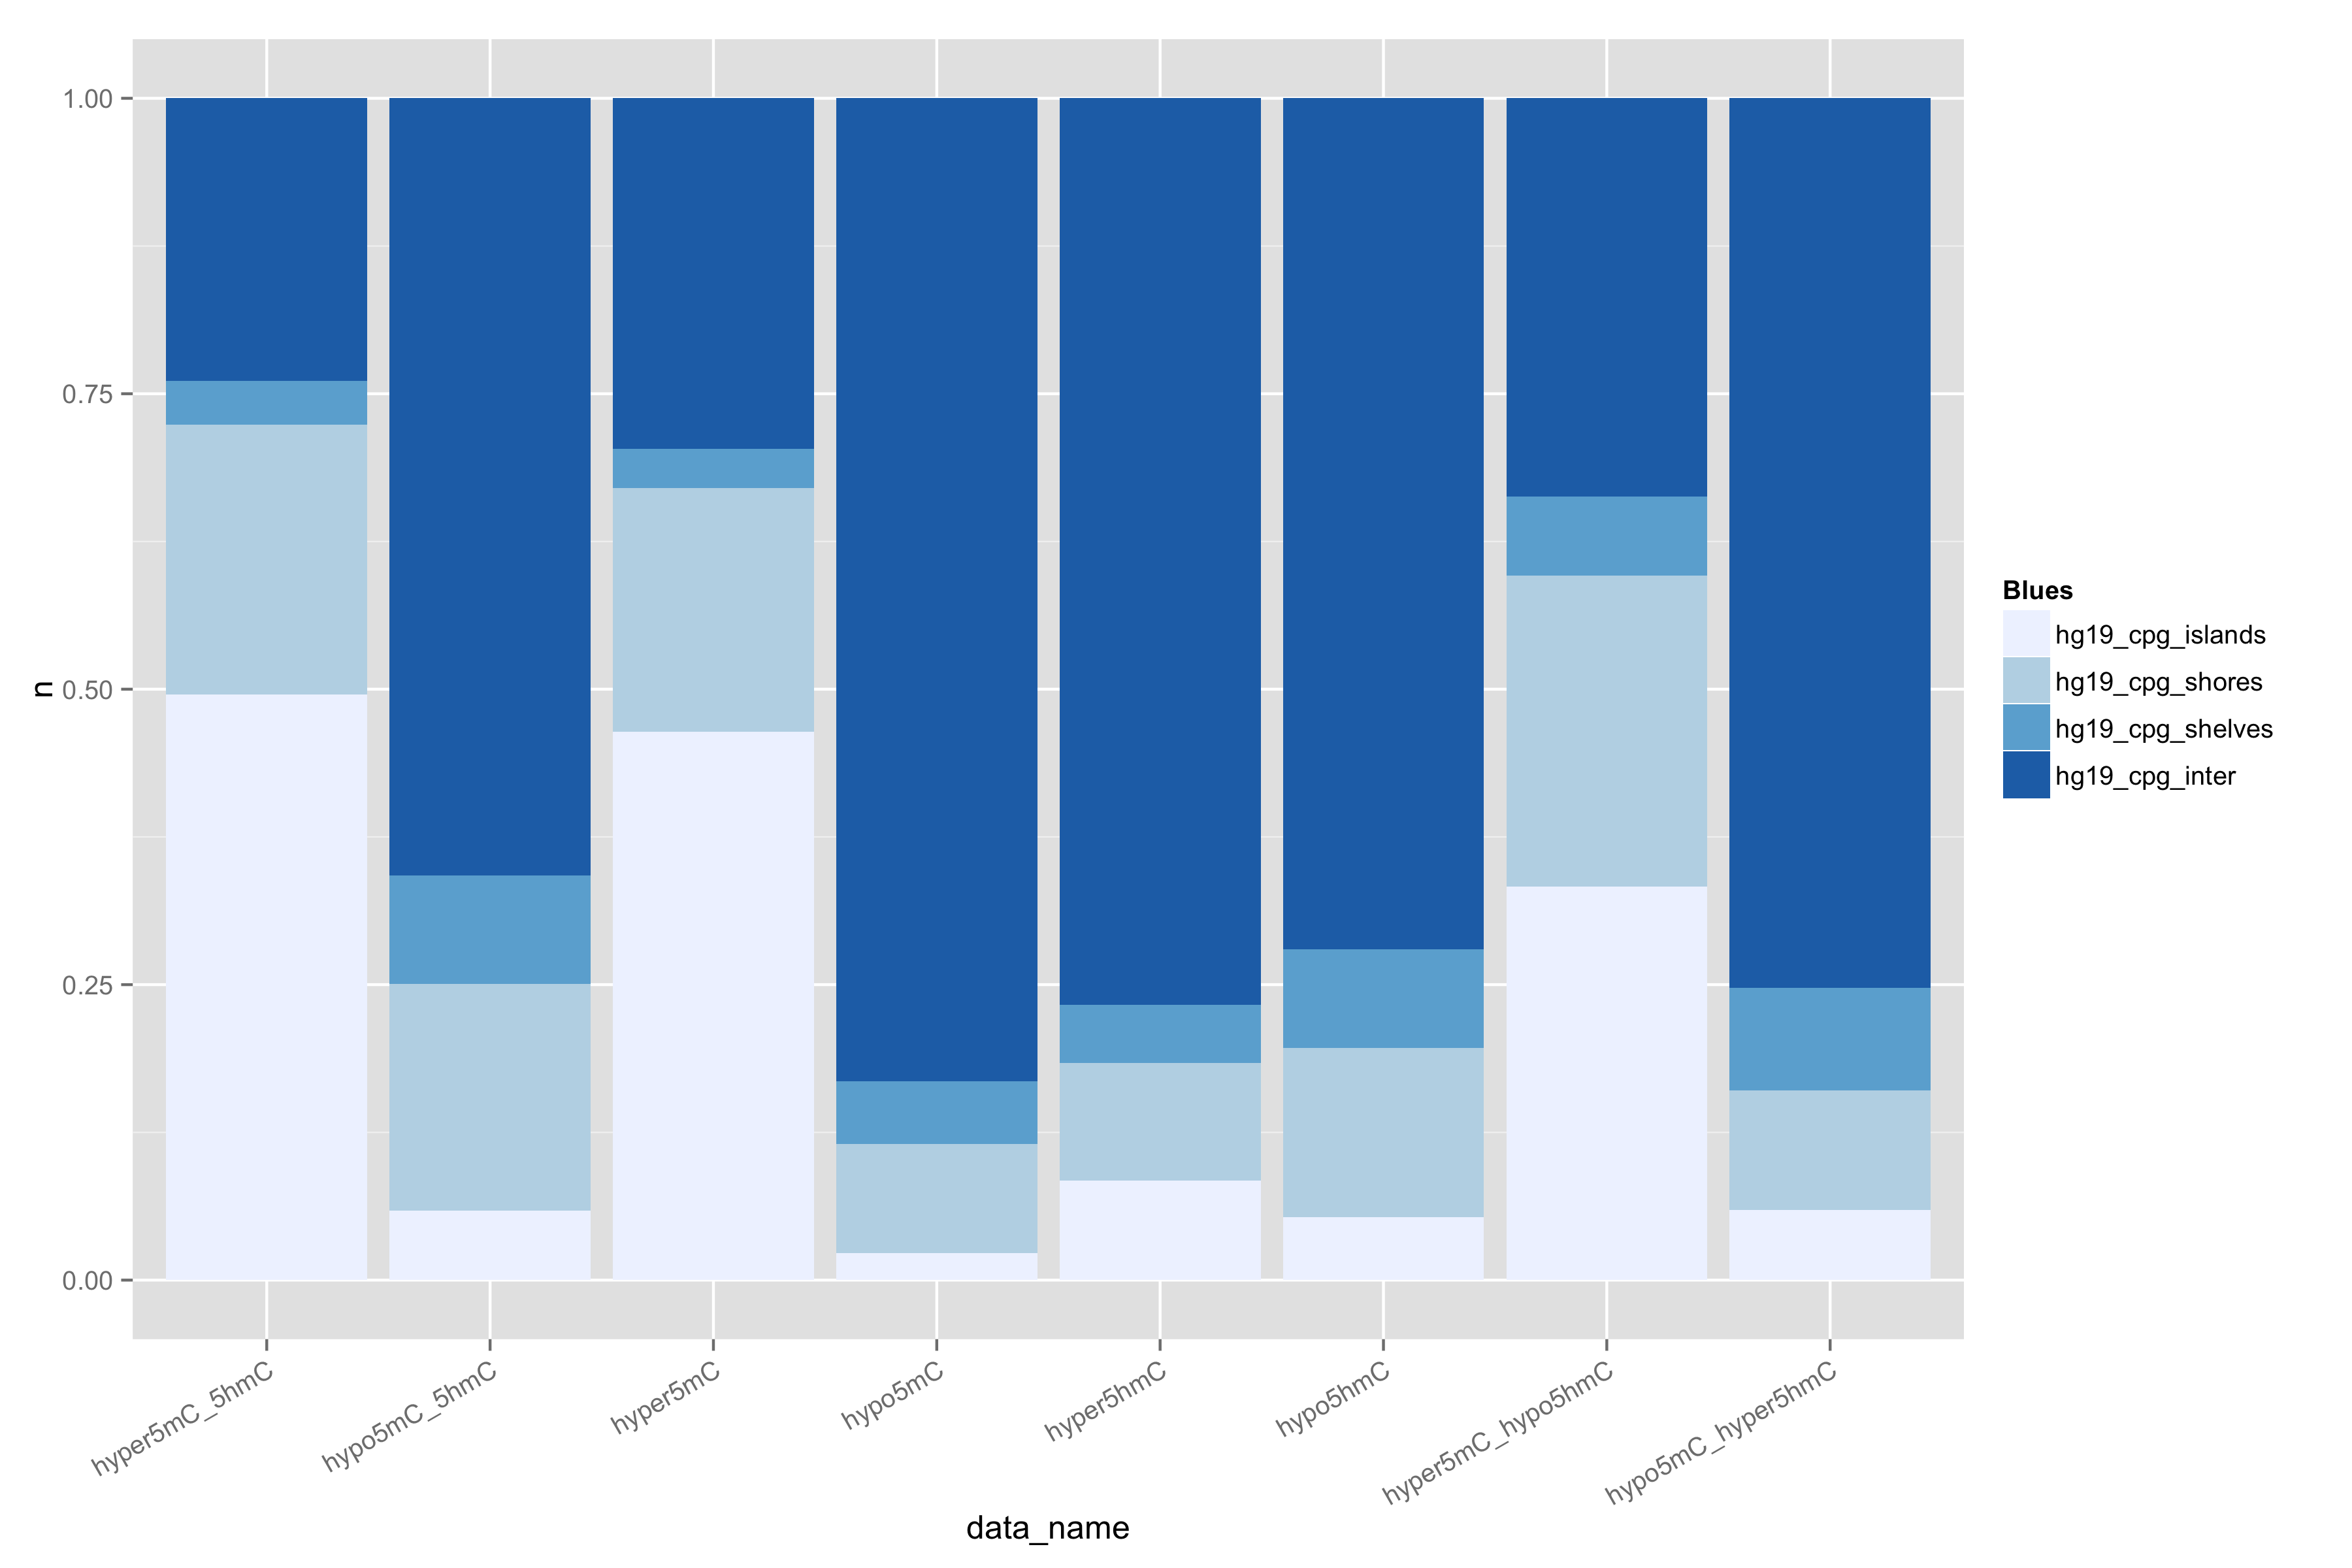 1.00
0.75
0.50
0.25
0.00
n
hyper5mC_5hmC
hypo5mC_5hmC
hyper5mC
hypo5mC
hyper5hmC
hypo5hmC
hyper5mC_hypo5hmC
hypo5mC_hyper5hmC
data_name
Blues
hg19_cpg_islands
hg19_cpg_shores
hg19_cpg_shelves
hg19_cpg_inter